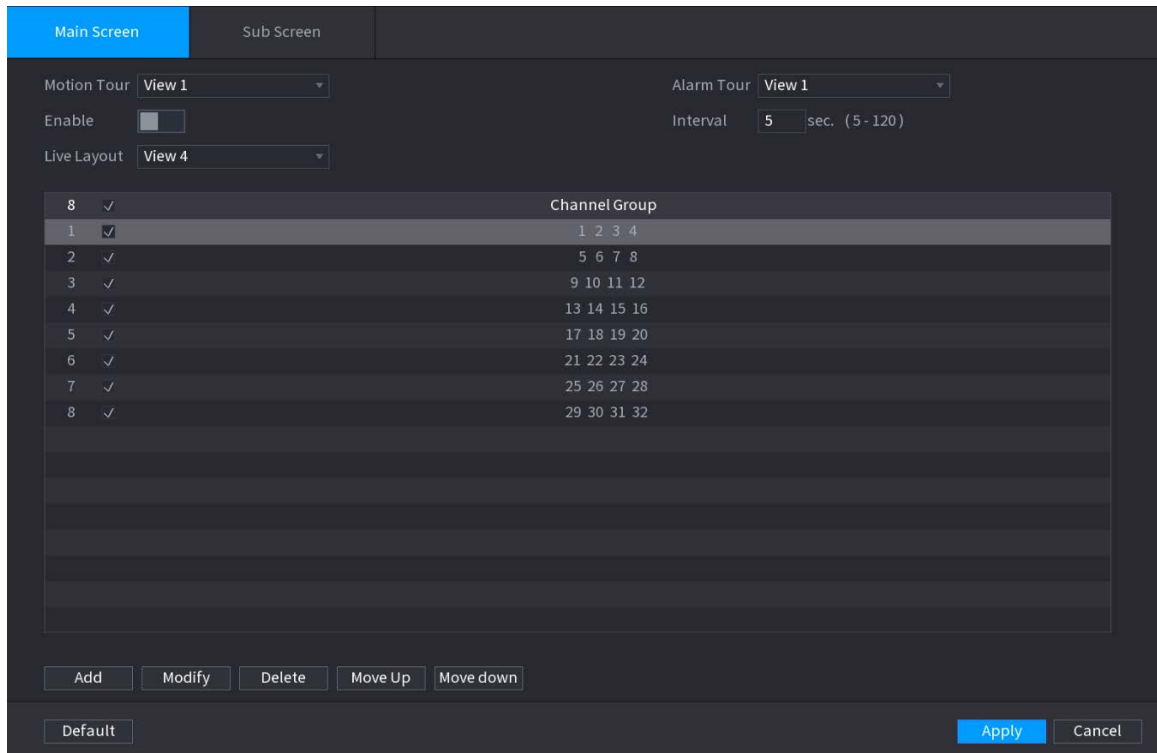 Main Screen Sub Screen
Motion Tour View 1 Alarm Tour View 1
Enable Interval 5 sec. (5-120)
Live Layout View 4
8 Channel Group
1 1 2 3 4
2 5 6 7 8
3 9 10 11 12
4 13 14 15 16
5 17 18 19 20
6 21 22 23 24
7 25 26 27 28
8 29 30 31 32
Add Modify Delete Move Up Move down
Default Apply Cancel